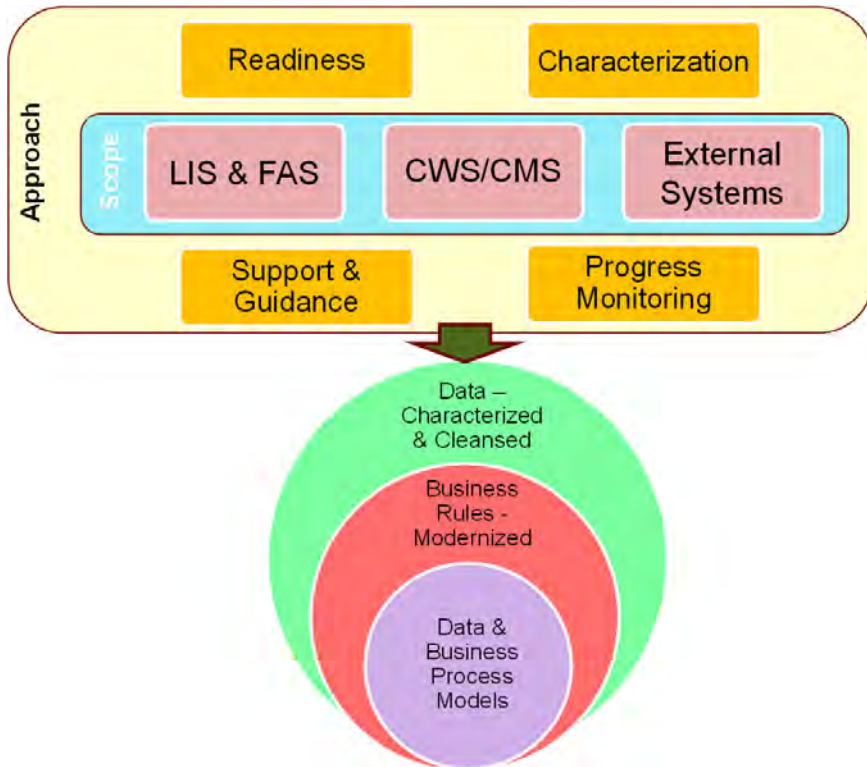 Approach
Readiness
Characterization
Scope
LIS & FAS
CWS/CMS
External
Systems
Support &
Guidance
Progress
Monitoring
Data –
Characterized
& Cleansed
Business
Rules -
Modernized
Data &
Business
Process
Models